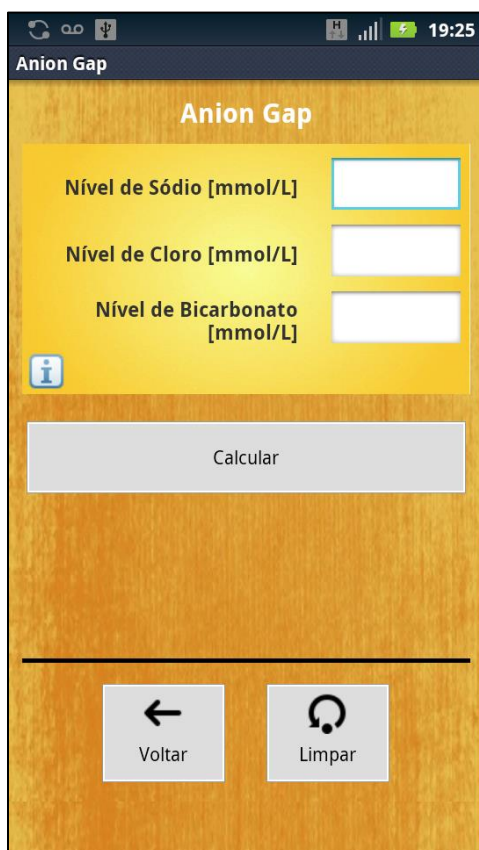 H
19:25
Anion Gap
Anion Gap
Nível de Sódio [mmol/L]
Nível de Cloro [mmol/L]
Nível de Bicarbonato
[mmol/L]
i
Calcular
Voltar
Limpar